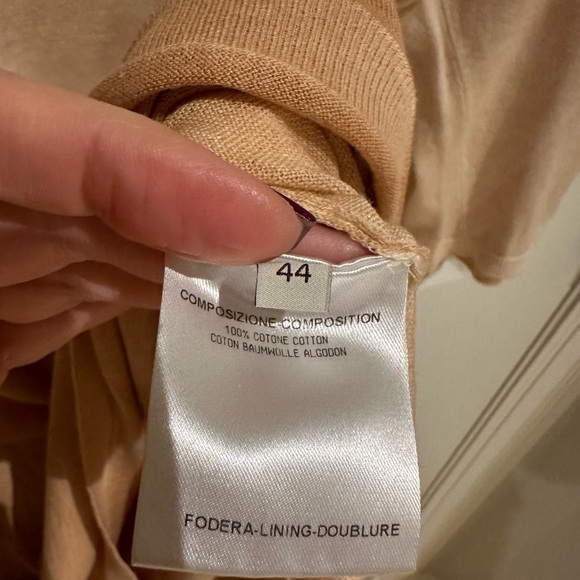 44
COMPOSIZIONE-COMPOSITION
100% COTONE COTTON
COTON BAUMWOLLE ALGODON
FODERA-LINING-DOUBLURE